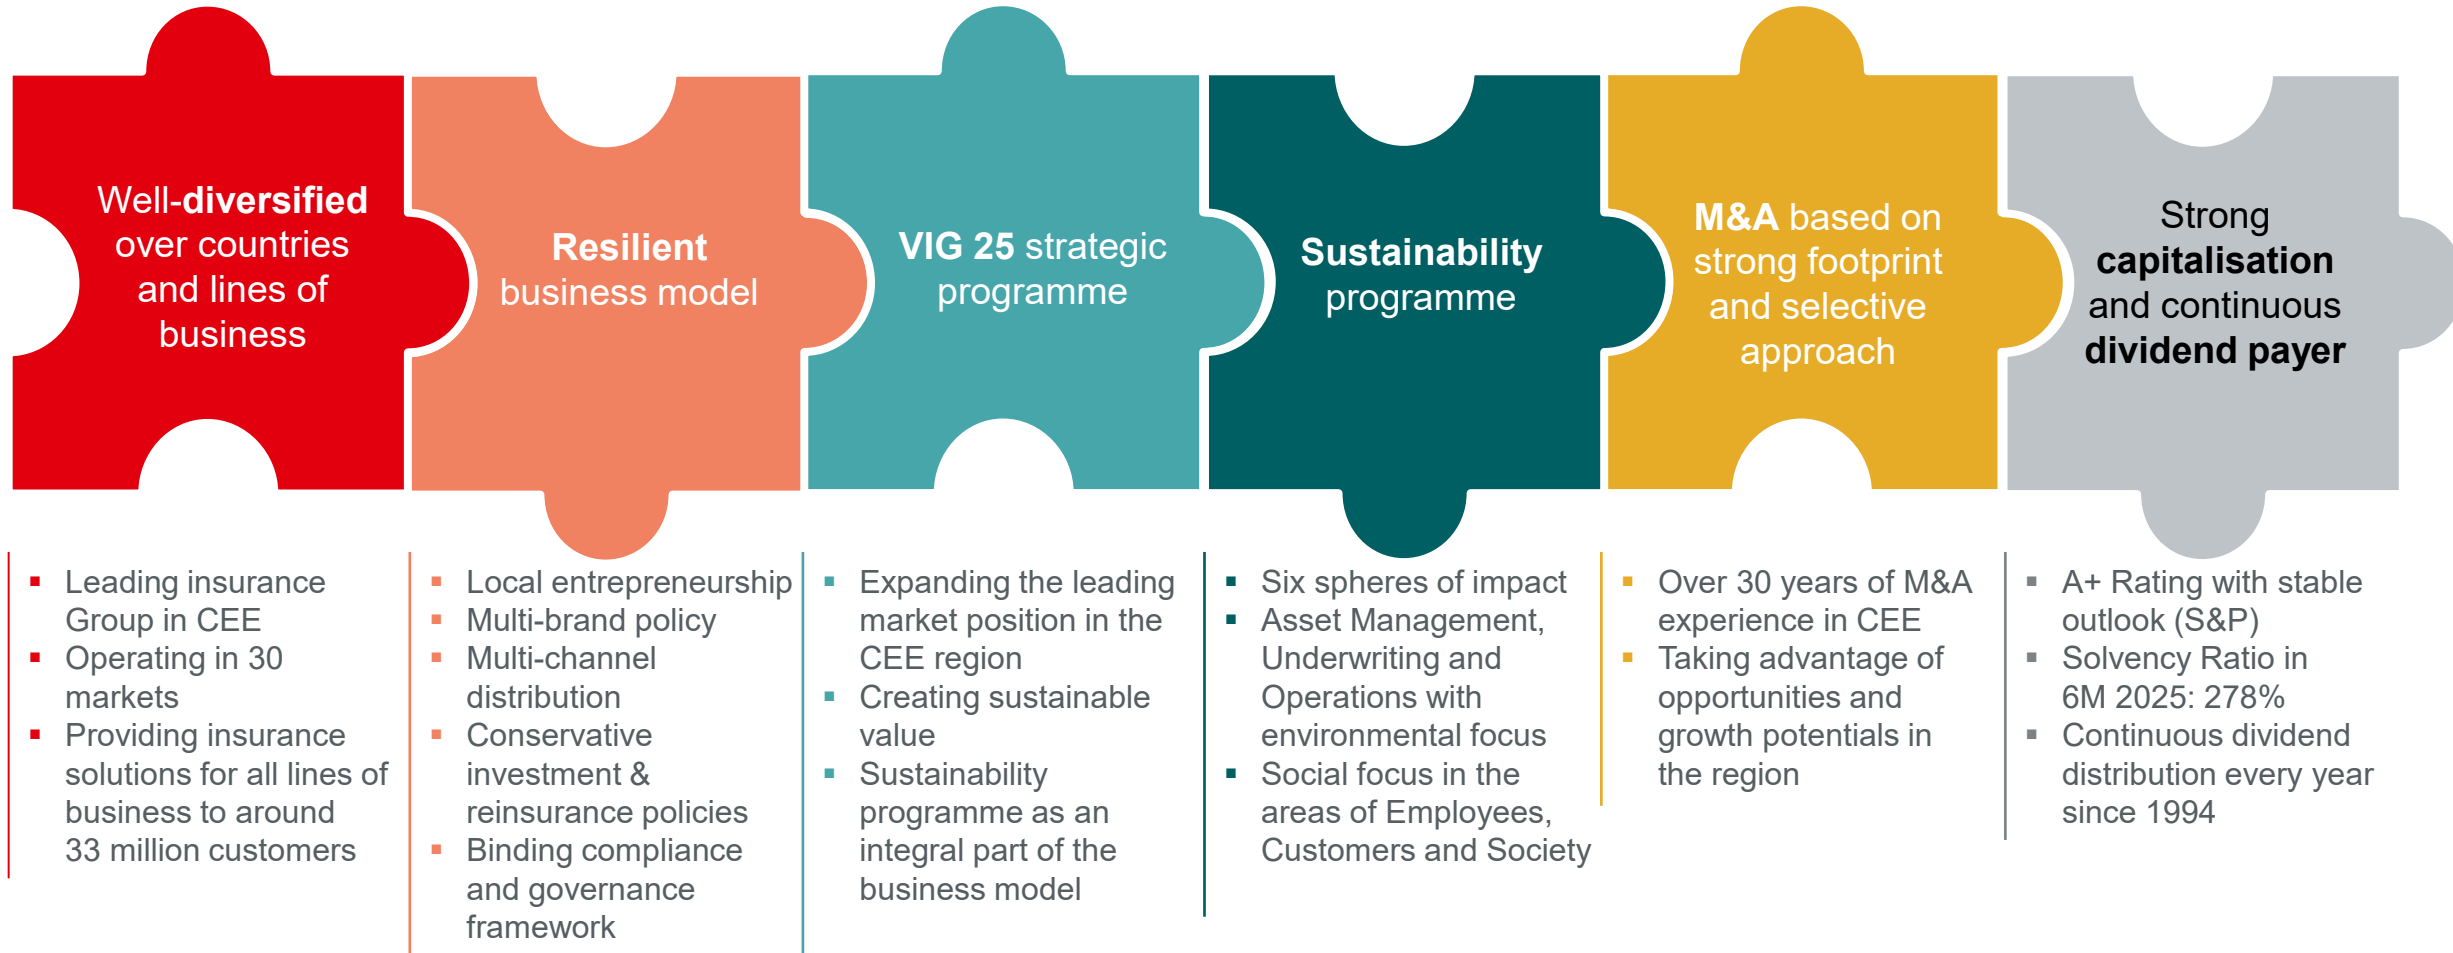 Well-diversified
over countries
and lines of
business
Resilient
business model
VIG 25 strategic
programme
Sustainability
programme
M&A based on
strong footprint
and selective
approach
Strong
capitalisation
and continuous
dividend payer
▪ Leading insurance
Group in CEE
▪ Operating in 30
markets
▪ Providing insurance
solutions for all lines of
business to around
33 million customers
▪ Local entrepreneurship
▪ Multi-brand policy
▪ Multi-channel
distribution
▪ Conservative
investment &
reinsurance policies
▪ Binding compliance
and governance
framework
▪ Expanding the leading
market position in the
CEE region
▪ Creating sustainable
value
▪ Sustainability
programme as an
integral part of the
business model
▪ Six spheres of impact
▪ Asset Management,
Underwriting and
Operations with
environmental focus
▪ Social focus in the
areas of Employees,
Customers and Society
▪ Over 30 years of M&A
experience in CEE
▪ Taking advantage of
opportunities and
growth potentials in
the region
▪ A+ Rating with stable
outlook (S&P)
▪ Solvency Ratio in
6M 2025: 278%
▪ Continuous dividend
distribution every year
since 1994